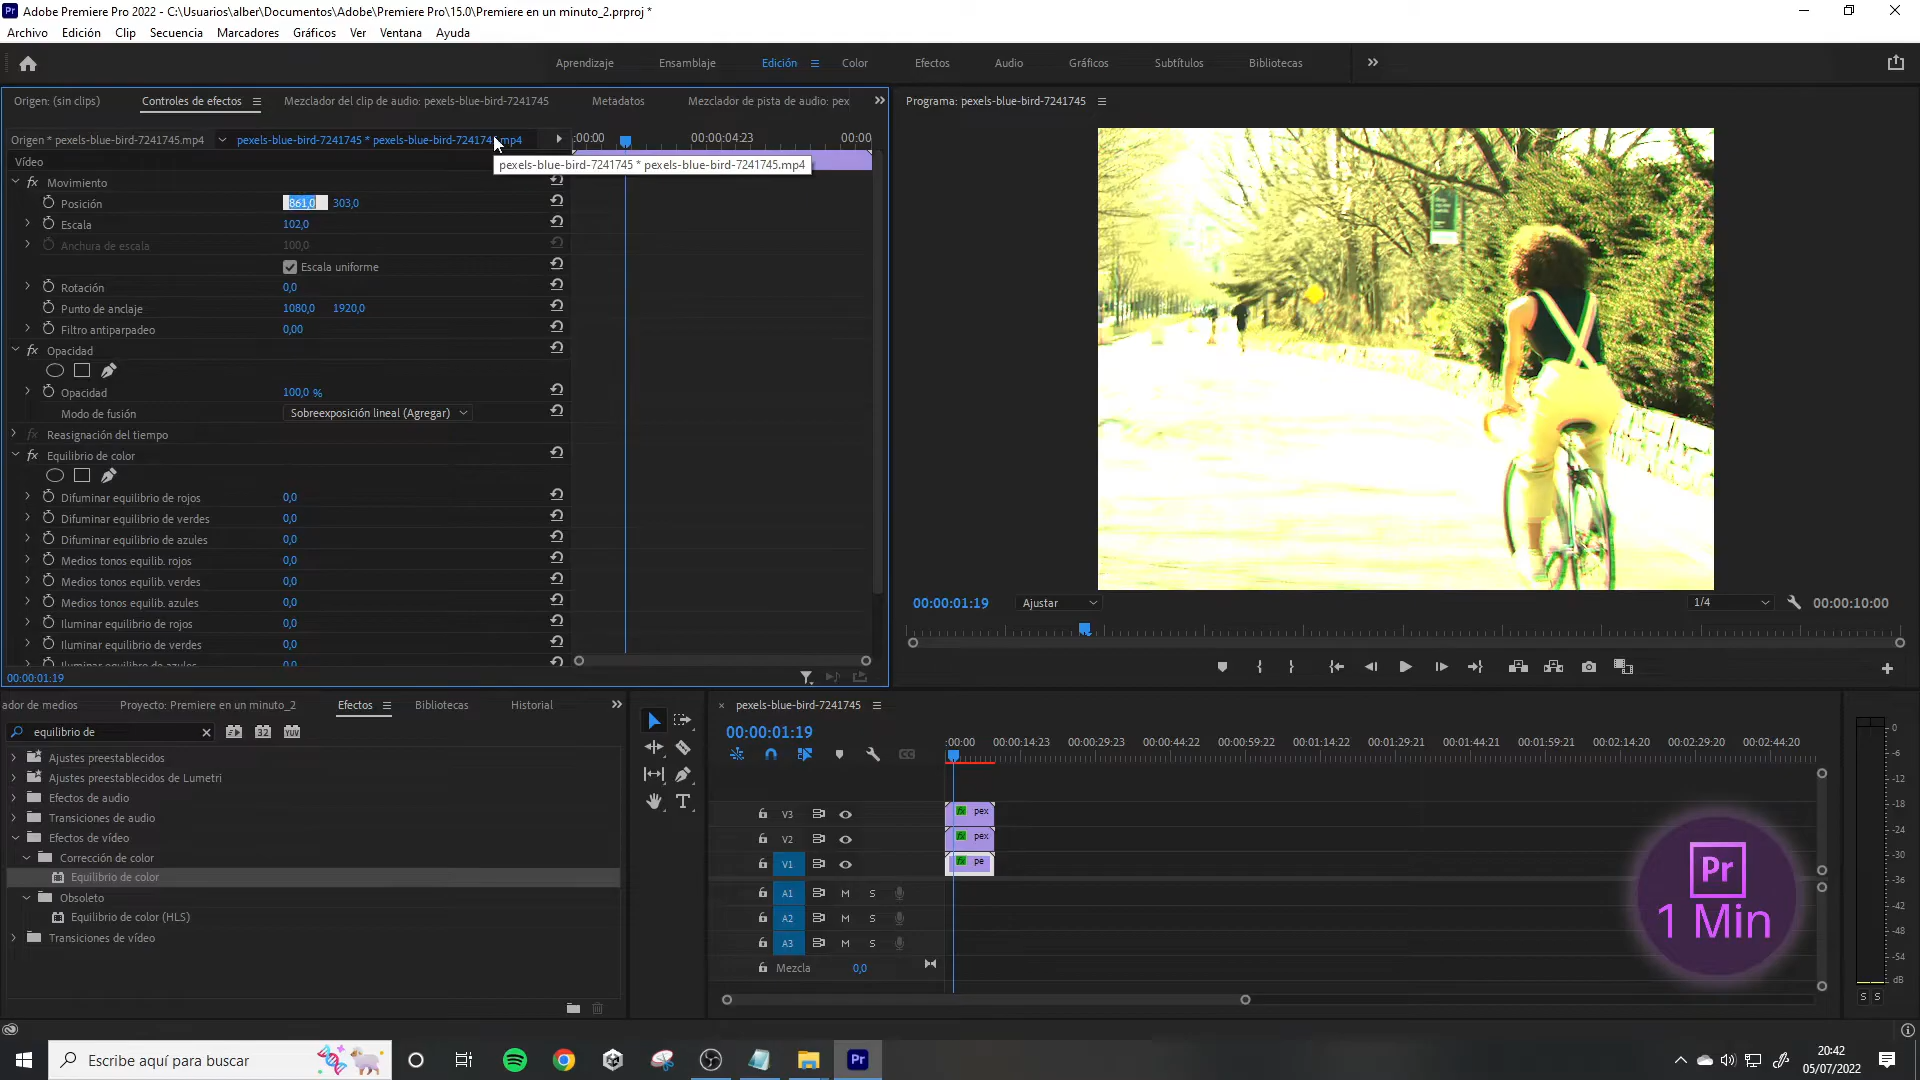 Adobe Premiere Pro 2022 - C:\Usuarios\alber\Documentos\Adobe\Premiere Pro\15.0\Premiere en un minuto_2.prproj *
Archivo Edición Clip Secuencia Marcadores Gráficos Ver Ventana Ayuda
Aprendizaje Ensamblaje Edición Color Efectos Audio Gráficos Subtítulos Bibliotecas
Origen: (sin clips) Controles de efectos Mezclador del clip de audio: pexels-blue-bird-7241745 Metadatos Mezclador de pista de audio: pex
Programa: pexels-blue-bird-7241745
Origen * pexels-blue-bird-7241745.mp4 pexels-blue-bird-7241745 * pexels-blue-bird-7241745.mp4 :00:00 00:00:04:23 00:00
pexels-blue-bird-7241745 * pexels-blue-bird-7241745.mp4
Vídeo
fx Movimiento
Posición 861,0 303,0
Escala 102,0
Anchura de escala 100,0
Escala uniforme
Rotación 0,0
Punto de anclaje 1080,0 1920,0
Filtro antiparpadeo 0,00
fx Opacidad
Opacidad 100,0 %
Modo de fusión Sobreexposición lineal (Agregar)
fx Reasignación del tiempo
fx Equilibrio de color
Difuminar equilibrio de rojos 0,0
Difuminar equilibrio de verdes 0,0
Difuminar equilibrio de azules 0,0
Medios tonos equilib. rojos 0,0
Medios tonos equilib. verdes 0,0
Medios tonos equilib. azules 0,0
Iluminar equilibrio de rojos 0,0
Iluminar equilibrio de verdes 0,0
Iluminar equilibrio de azules 0,0
00:00:01:19
00:00:01:19 Ajustar 1/4 00:00:10:00
ador de medios Proyecto: Premiere en un minuto_2 Efectos Bibliotecas Historial
equilibrio de 32 YUV
Ajustes preestablecidos
Ajustes preestablecidos de Lumetri
Efectos de audio
Transiciones de audio
Efectos de vídeo
Corrección de color
Equilibrio de color
Obsoleto
Equilibrio de color (HLS)
Transiciones de vídeo
pexels-blue-bird-7241745
00:00:01:19
:00:00 00:00:14:23 00:00:29:23 00:00:44:22 00:00:59:22 00:01:14:22 00:01:29:21 00:01:44:21 00:01:59:21 00:02:14:20 00:02:29:20 00:02:44:20
V3 fx pex
V2 fx pex
V1 fx pe
A1 M S
A2 M S
A3 M S
Mezcla 0,0
0
-6
-12
-18
-24
-30
-36
-42
-48
-54
dB
S S
Pr
1 Min
Escribe aquí para buscar
Pr
20:42
05/07/2022